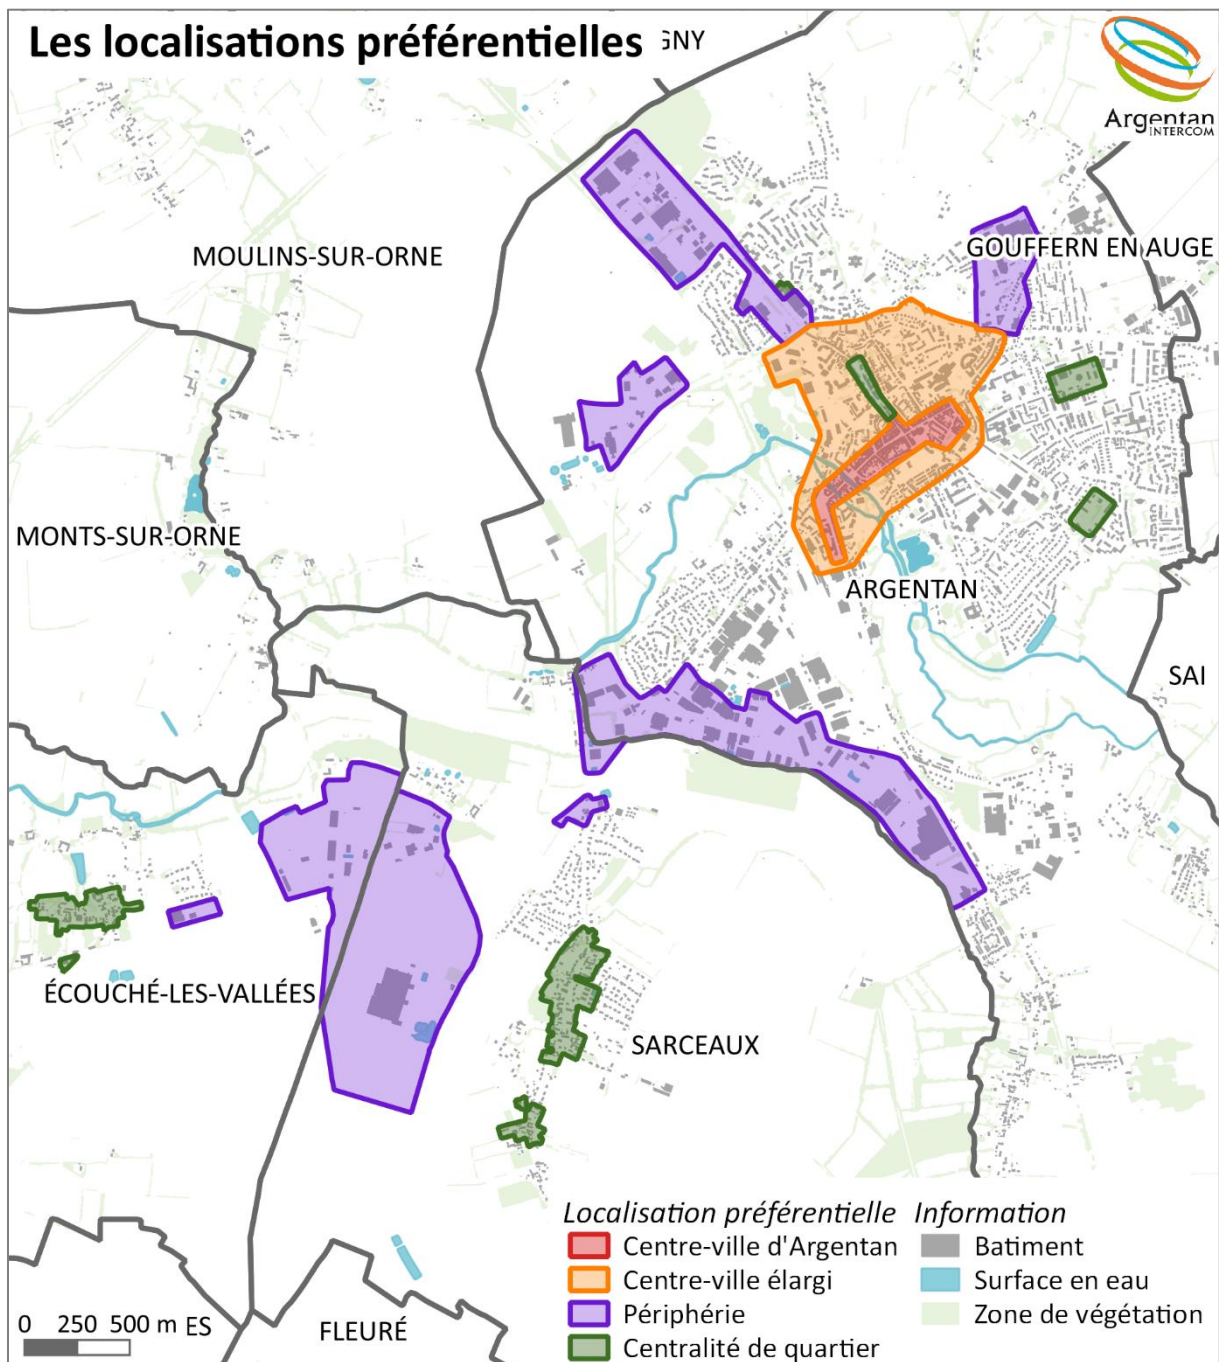 Les localisations préférentielles
GNY
Argentan
INTERCOM
MOULINS-SUR-ORNE
GOUFFERN EN AUGE
MONTS-SUR-ORNE
ARGENTAN
SAI
ÉCOUCHÉ-LES-VALLÉES
SARCEAUX
Localisation préférentielle
Centre-ville d'Argentan
Centre-ville élargi
Périphérie
Centralité de quartier
Information
Batiment
Surface en eau
Zone de végétation
0 250 500 m
ES
FLEURÉ